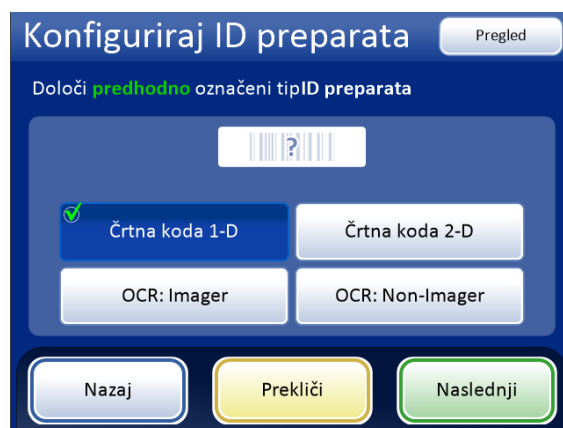 Konfiguriraj ID preparata
Pregled
Določi predhodno označeni tipID preparata
?
Črtna koda 1-D
Črtna koda 2-D
OCR: Imager
OCR: Non-Imager
Nazaj
Prekliči
Naslednji